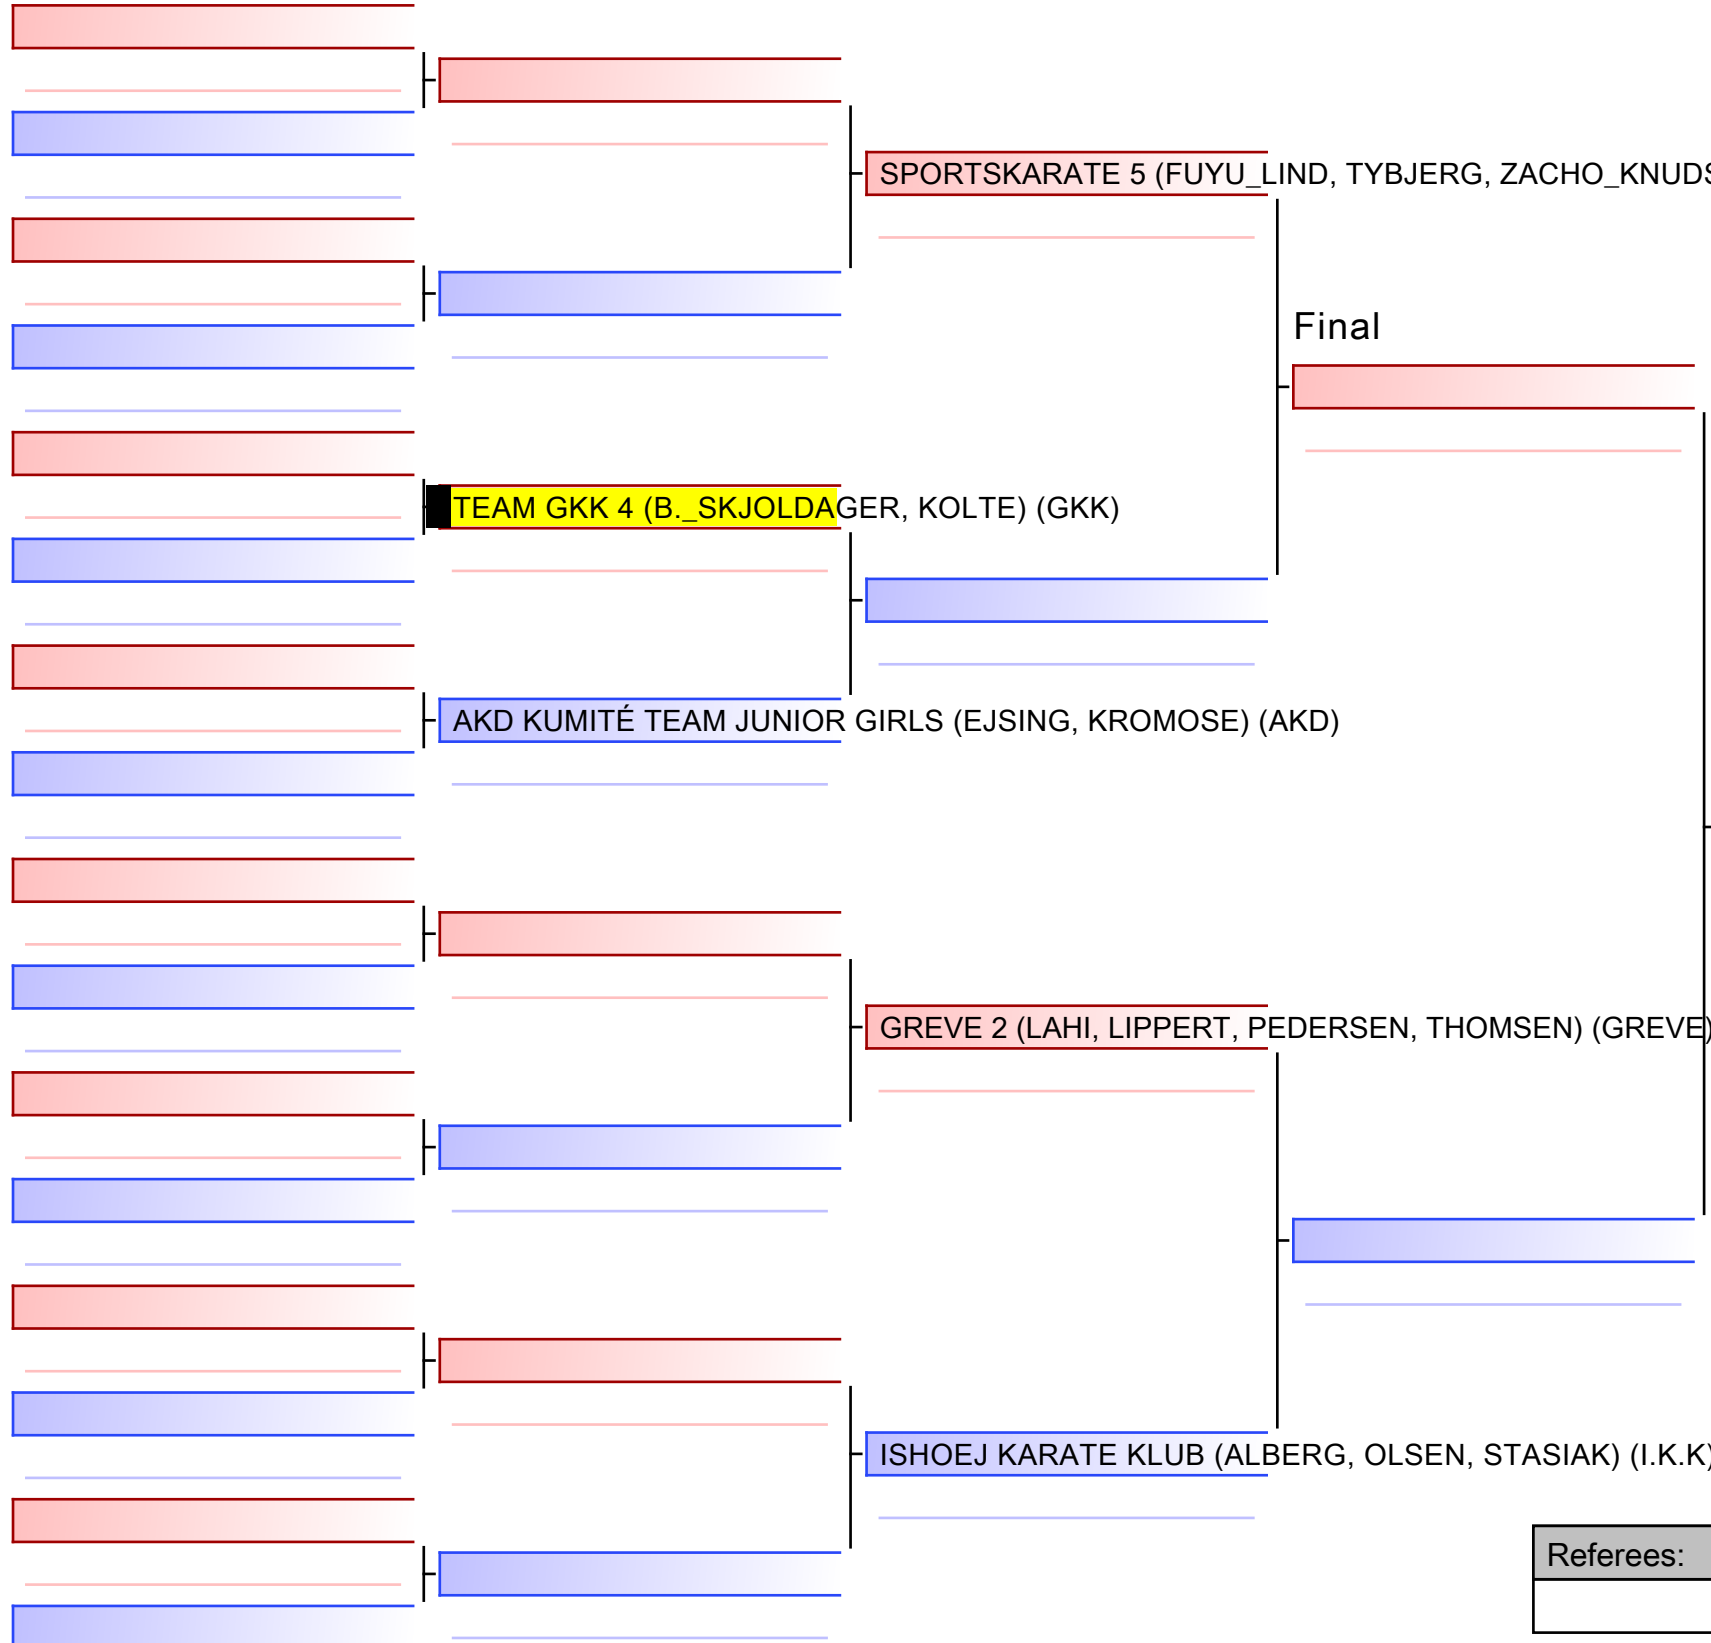 SPORTSKARATE 5 (FUYU_LIND, TYBJERG,
Final
TEAM GKK 4 (B._SKJOLDAGER, KOLTE) (GKK)
AKD KUMITÉ TEAM JUNIOR GIRLS (EJSING, KROMOSE) (AKD)
GREVE 2 (LAHI, LIPPERT, PEDERSEN, THOMSEN) (GREVE)
ISHOEJ KARATE KLUB (ALBERG, OLSEN, STASIAK) (I.K.K)
Referees: